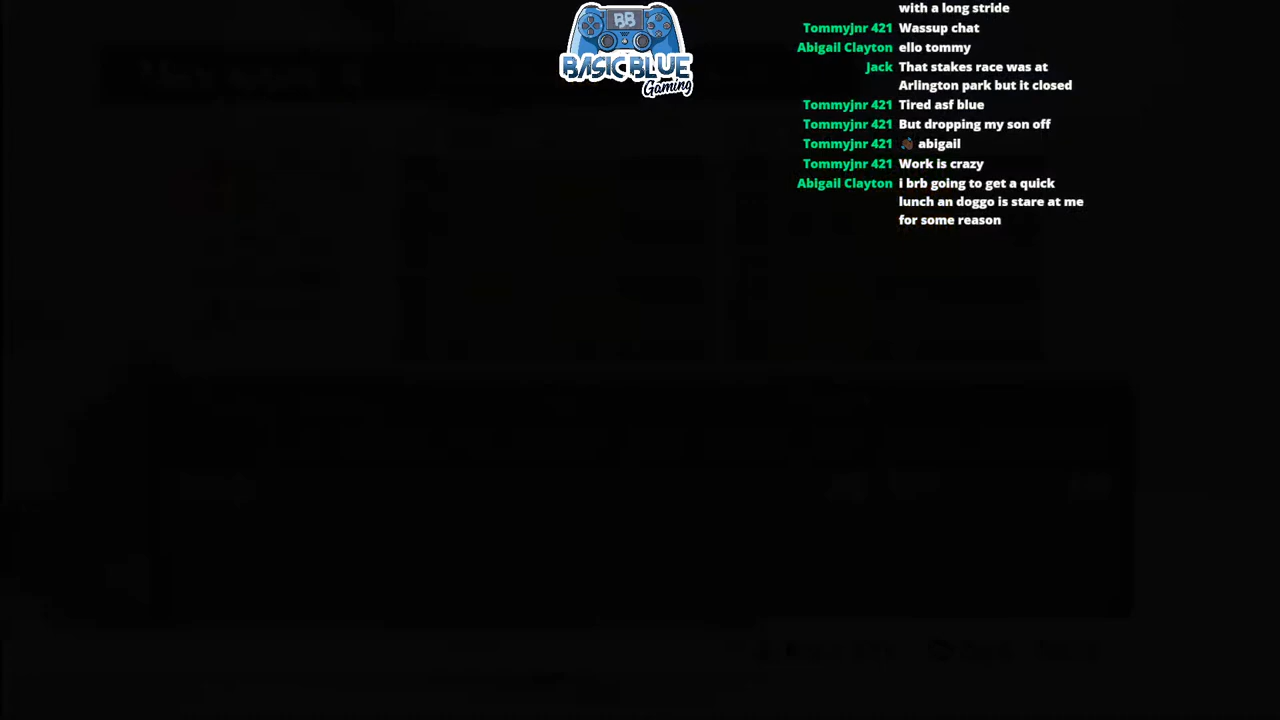 BB
BASIC BLUE
Gaming
with a long stride
Tommyjnr 421 Wassup chat
Abigail Clayton ello tommy
Jack That stakes race was at
Arlington park but it closed
Tommyjnr 421 Tired asf blue
Tommyjnr 421 But dropping my son off
Tommyjnr 421 abigail
Tommyjnr 421 Work is crazy
Abigail Clayton i brb going to get a quick
lunch an doggo is stare at me
for some reason